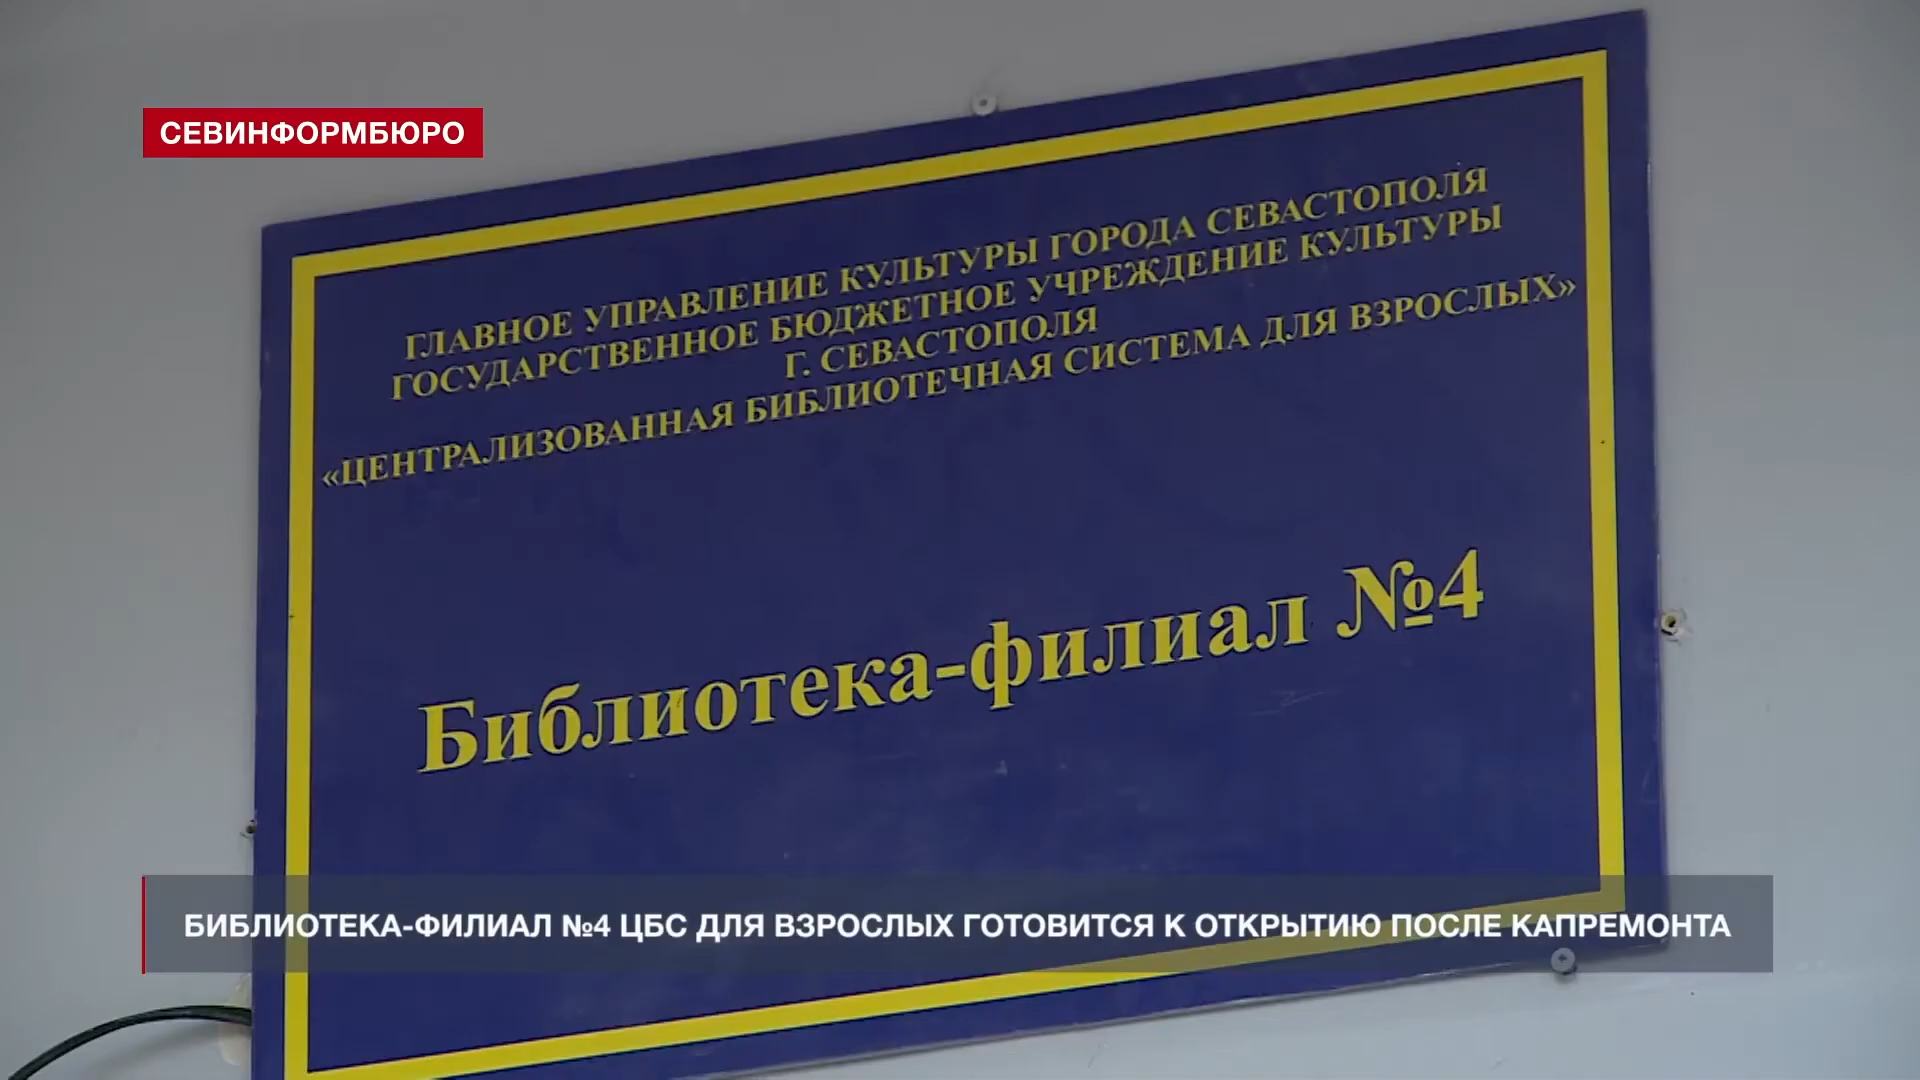 СЕВИНФОРМБЮРО
ГЛАВНОЕ УПРАВЛЕНИЕ КУЛЬТУРЫ ГОРОДА СЕВАСТОПОЛЯ
ГОСУДАРСТВЕННОЕ БЮДЖЕТНОЕ УЧРЕЖДЕНИЕ КУЛЬТУРЫ
Г. СЕВАСТОПОЛЯ
«ЦЕНТРАЛИЗОВАННАЯ БИБЛИОТЕЧНАЯ СИСТЕМА ДЛЯ ВЗРОСЛЫХ»
Библиотека-филиал №4
БИБЛИОТЕКА-ФИЛИАЛ №4 ЦБС ДЛЯ ВЗРОСЛЫХ ГОТОВИТСЯ К ОТКРЫТИЮ ПОСЛЕ КАПРЕМОНТА